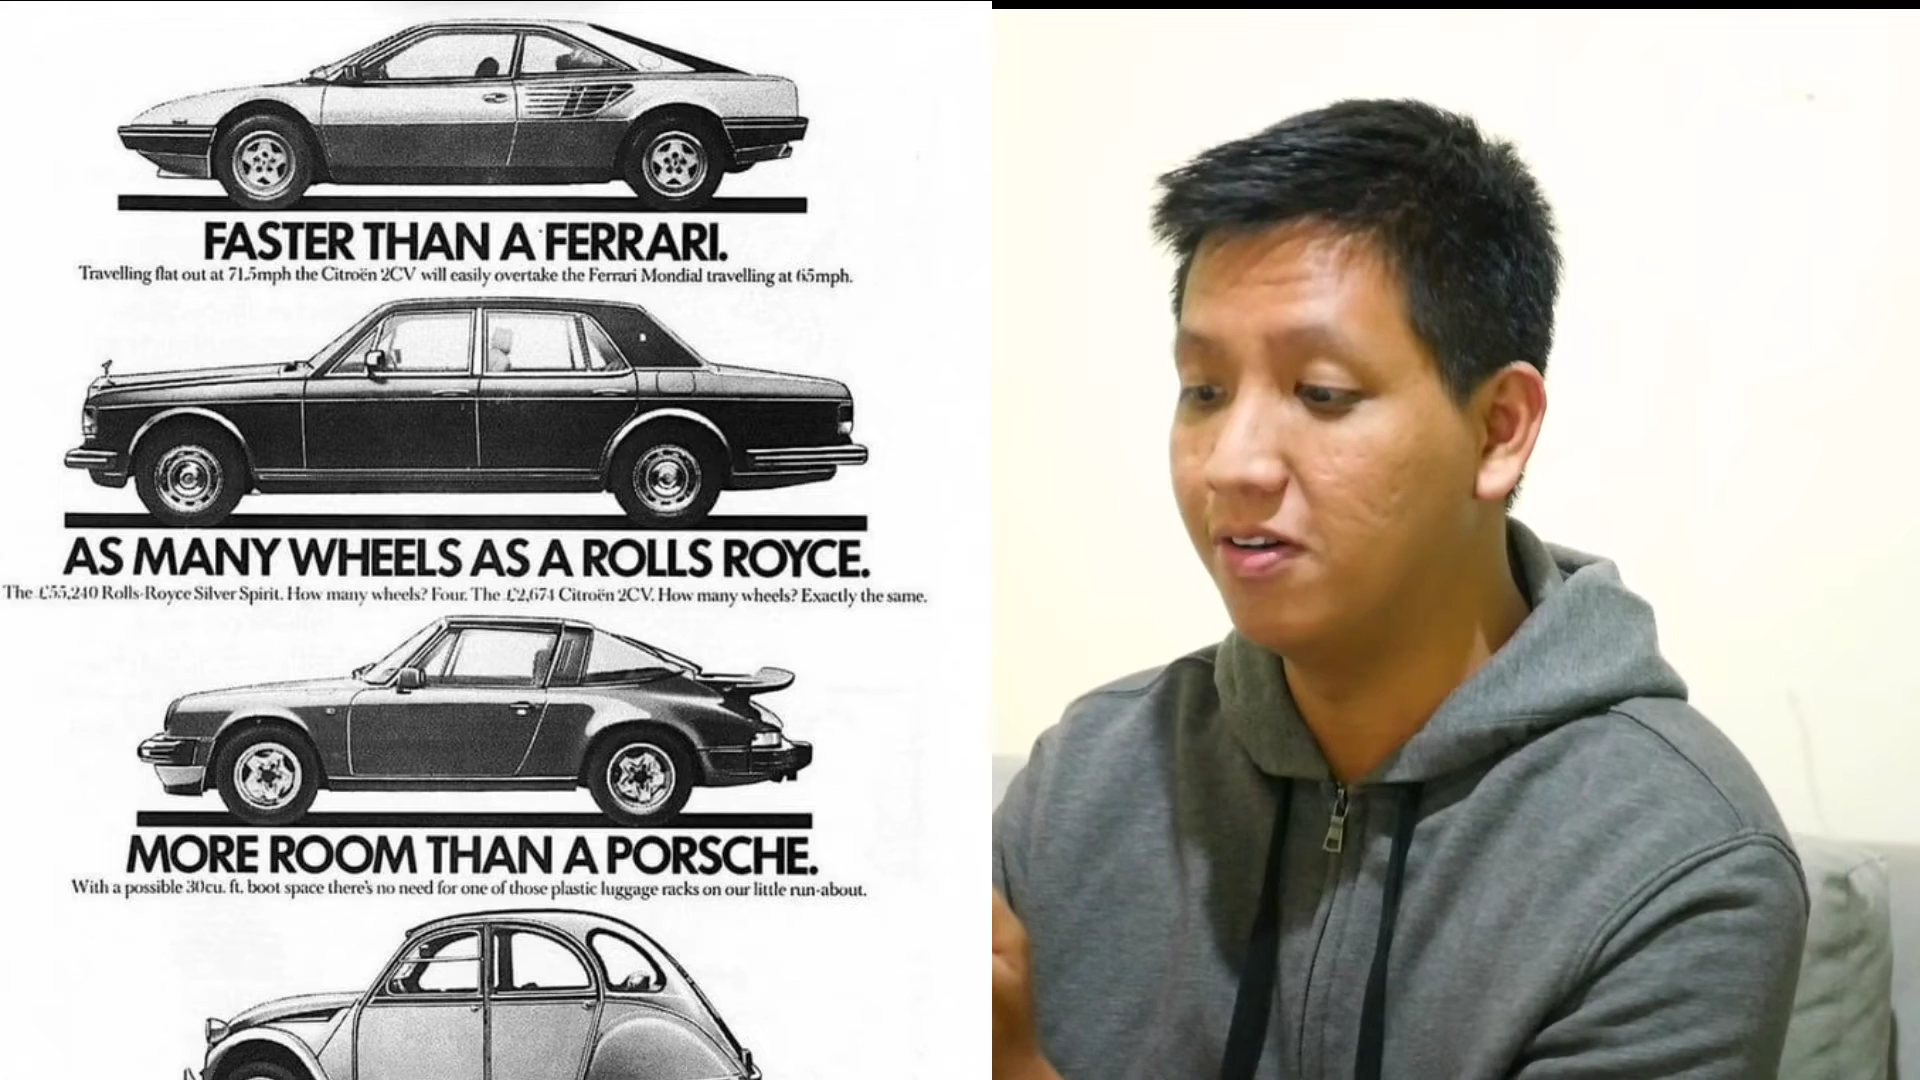 FASTER THAN A FERRARI.
Travelling flat out at 71.5mph the Citroën 2CV will easily overtake the Ferrari Mondial travelling at 65mph.
AS MANY WHEELS AS A ROLLS ROYCE.
The £55,240 Rolls-Royce Silver Spirit. How many wheels? Four. The £2,674 Citroën 2CV. How many wheels? Exactly the same.
MORE ROOM THAN A PORSCHE.
With a possible 30cu. ft. boot space there's no need for one of those plastic luggage racks on our little run-about.